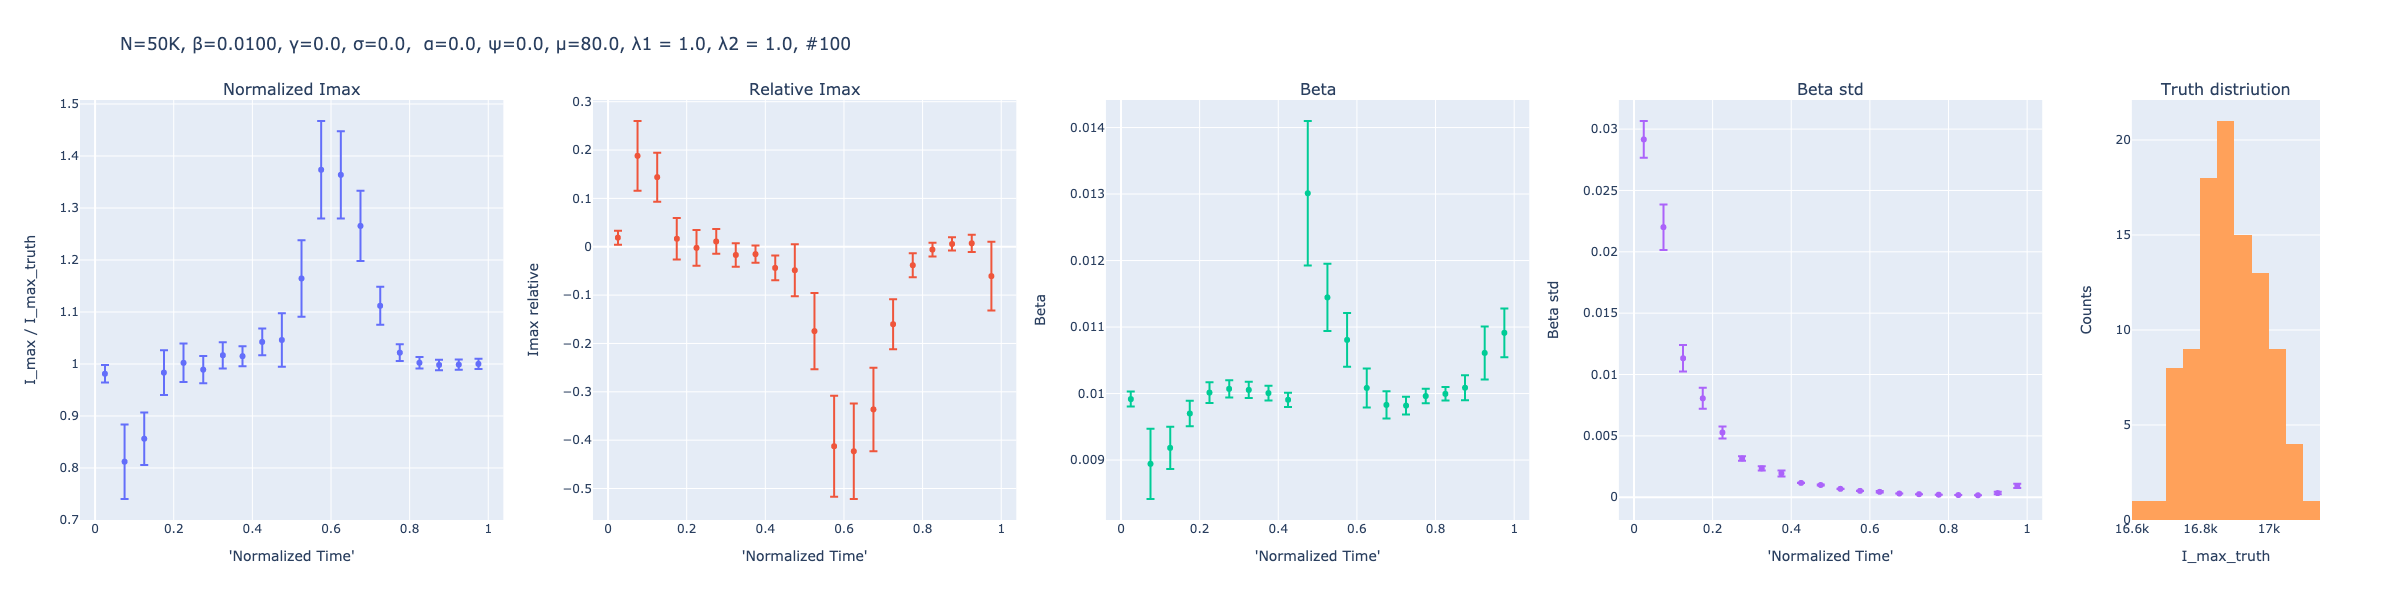 N=50K, β=0.0100, γ=0.0, σ=0.0,  α=0.0, ψ=0.0, μ=80.0, λ1 = 1.0, λ2 = 1.0, #100
Normalized Imax
I_max / I_max_truth
1.5
1.4
1.3
1.2
1.1
1
0.9
0.8
0.7
0 0.2 0.4 0.6 0.8 1
'Normalized Time'
Relative Imax
Imax relative
0.3
0.2
0.1
0
−0.1
−0.2
−0.3
−0.4
−0.5
0 0.2 0.4 0.6 0.8 1
'Normalized Time'
Beta
Beta
0.014
0.013
0.012
0.011
0.01
0.009
0 0.2 0.4 0.6 0.8 1
'Normalized Time'
Beta std
Beta std
0.03
0.025
0.02
0.015
0.01
0.005
0
0 0.2 0.4 0.6 0.8 1
'Normalized Time'
Truth distriution
Counts
20
15
10
5
0
16.6k 16.8k 17k
I_max_truth